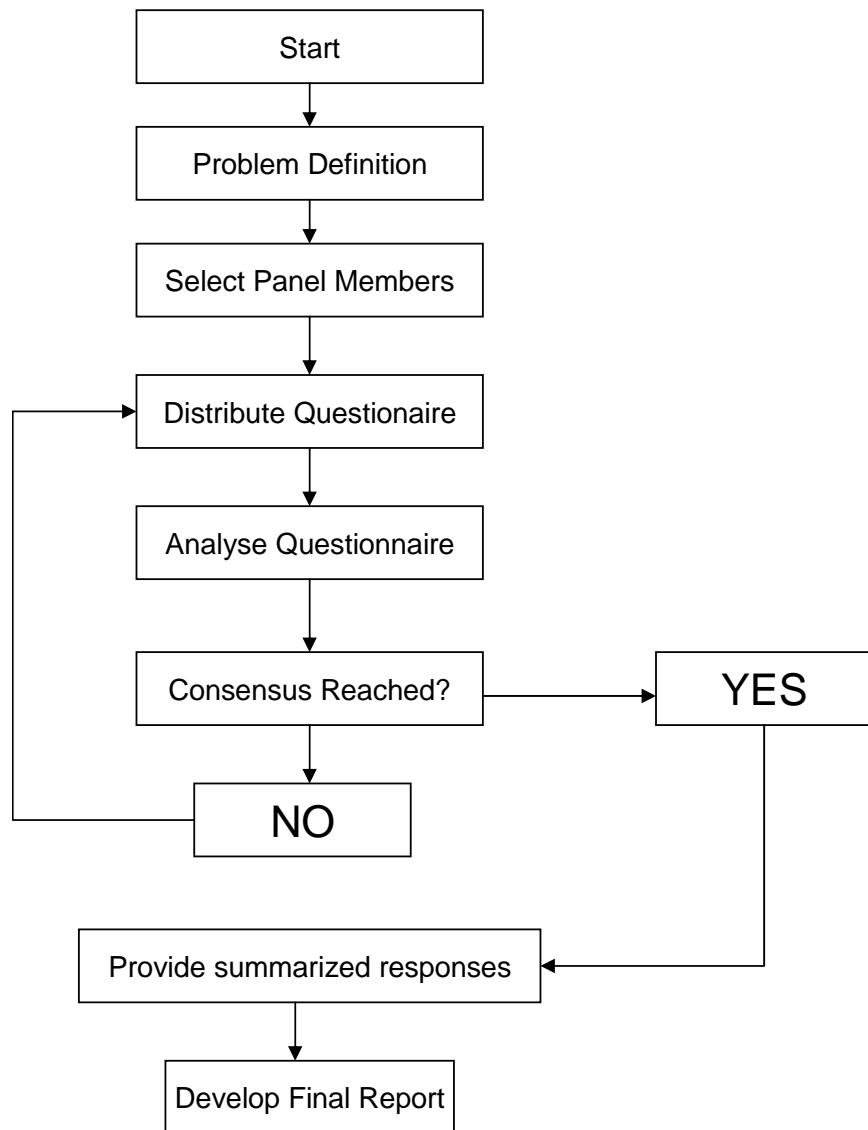 Start
Problem Definition
Select Panel Members
Distribute Questionaire
Analyse Questionnaire
Consensus Reached?
YES
NO
Provide summarized responses
Develop Final Report